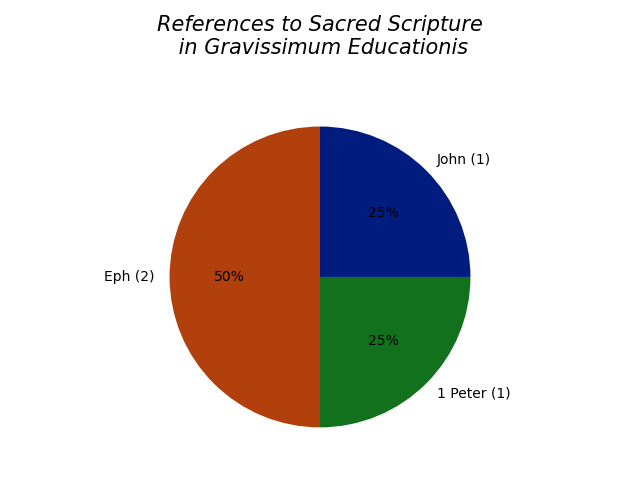 References to Sacred Scripture
in Gravissimum Educationis
John (1)
25%
Eph (2)
50%
25%
1 Peter (1)